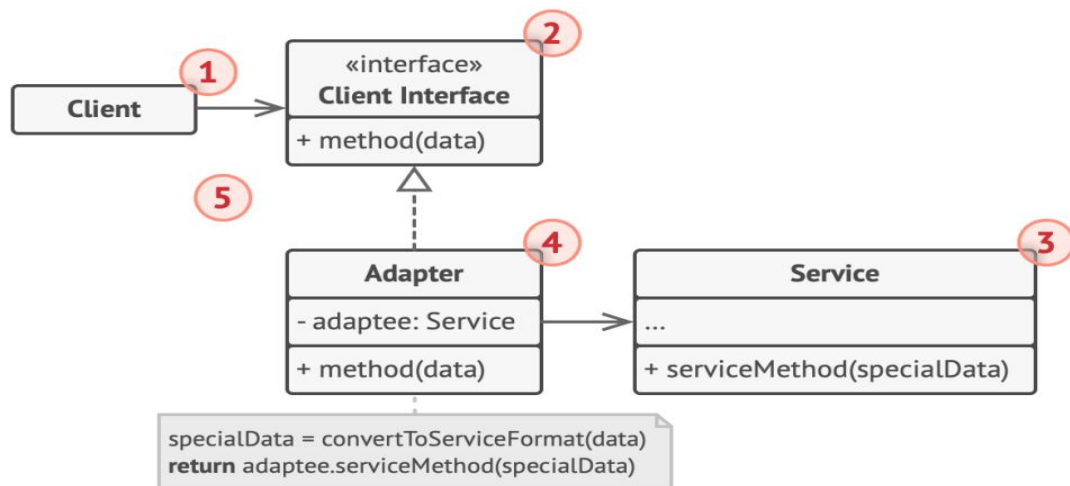 1
2
«interface»
Client Interface
Client
+ method(data)
5
4
3
Adapter
Service
- adaptee: Service
...
+ method(data)
+ serviceMethod(specialData)
specialData = convertToServiceFormat(data)
return adaptee.serviceMethod(specialData)